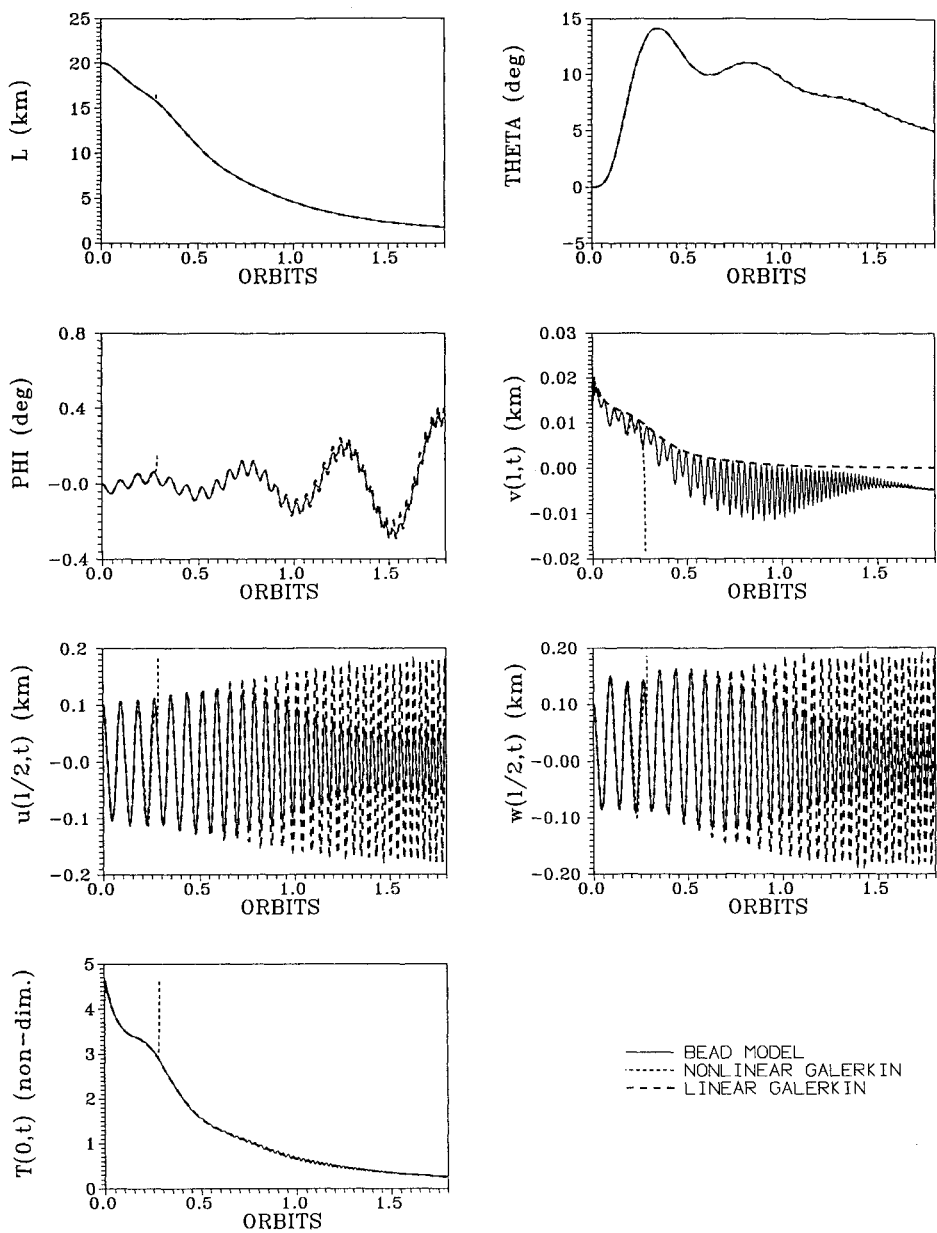 L (km)
25
20
15
10
5
0
0.0 0.5 1.0 1.5
ORBITS
THETA (deg)
15
10
5
0
−5
0.0 0.5 1.0 1.5
ORBITS
PHI (deg)
0.8
0.4
−0.0
−0.4
0.0 0.5 1.0 1.5
ORBITS
v(l,t) (km)
0.03
0.02
0.01
0.00
−0.01
−0.02
0.0 0.5 1.0 1.5
ORBITS
u(l/2,t) (km)
0.2
0.1
−0.0
−0.1
−0.2
0.0 0.5 1.0 1.5
ORBITS
w(l/2,t) (km)
0.20
0.10
−0.00
−0.10
−0.20
0.0 0.5 1.0 1.5
ORBITS
T(0,t) (non−dim.)
5
4
3
2
1
0
0.0 0.5 1.0 1.5
ORBITS
BEAD MODEL
NONLINEAR GALERKIN
LINEAR GALERKIN